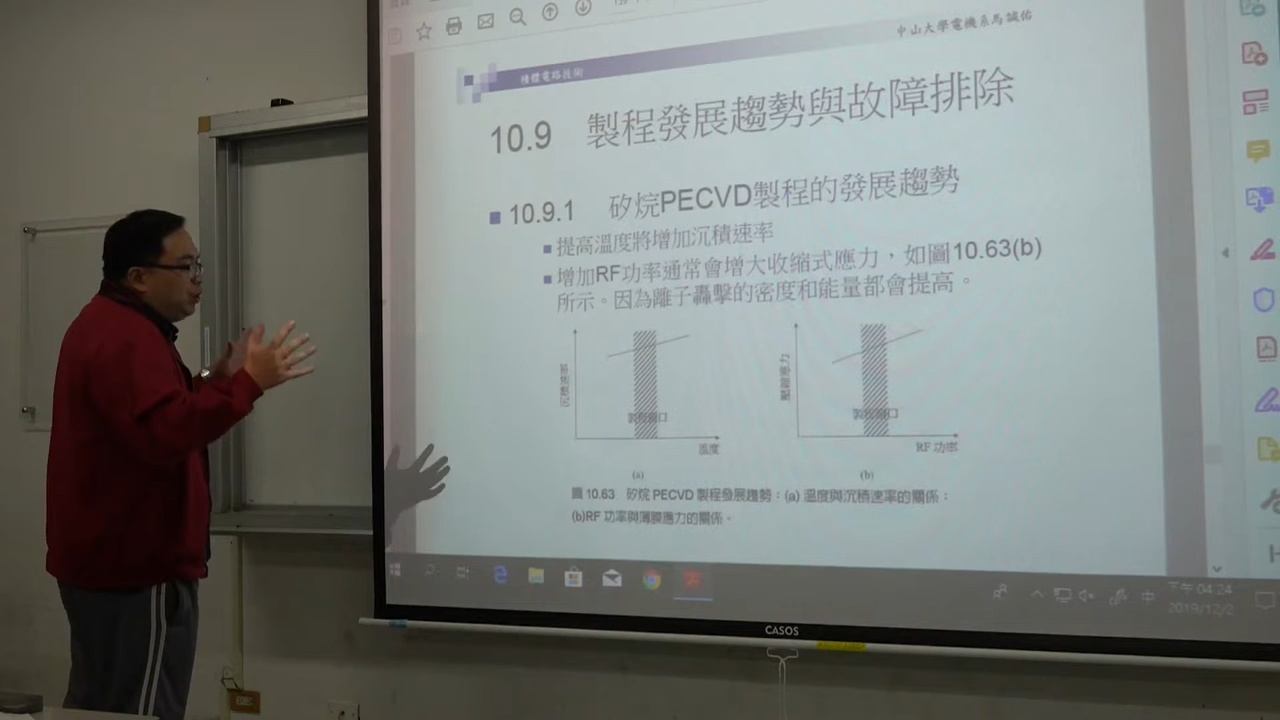 中山大學電機系馬誠佑
積體電路技術
10.9 製程發展趨勢與故障排除
10.9.1 矽烷PECVD製程的發展趨勢
提高溫度將增加沉積速率
增加RF功率通常會增大收縮式應力，如圖10.63(b)
所示。因為離子轟擊的密度和能量都會提高。
沉積速率
製程窗口
溫度
(a)
壓縮應力
製程窗口
RF 功率
(b)
圖 10.63 矽烷 PECVD 製程發展趨勢：(a) 溫度與沉積速率的關係；
(b)RF 功率與薄膜應力的關係。
中
下午 04:24
2019/12/2
CASOS